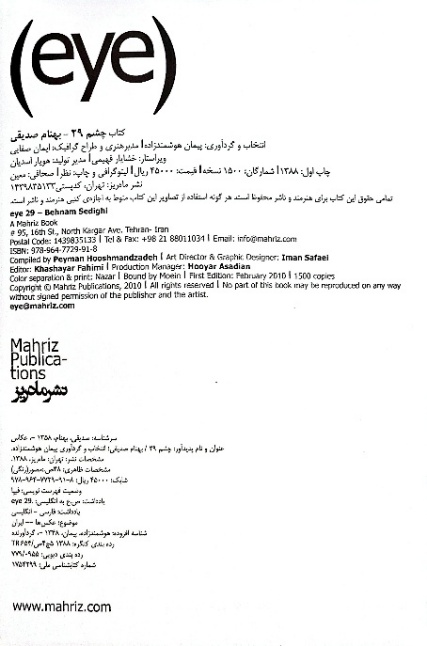 (eye)
کتاب چشم ۲۹ - بهنام صدیقی
انتخاب و گردآوری: پیمان هوشمندزاده | مدیرهنری و طراح گرافیک: ایمان صفایی
ویراستار: خشایار فهیمی | مدیر تولید: هویار اسدیان
چاپ اول: ۱۳۸۸ | شمارگان: ۱۵۰۰ نسخه | قیمت: ۴۵۰۰۰ ریال | لیتوگرافی و چاپ: نظر | صحافی: معین
نشر ماه‌ریز: تهران، کدپستی ۱۴۳۹۸۳۵۱۳۳
تمامی حقوق این کتاب برای هنرمند و ناشر محفوظ است. هر گونه استفاده از تصاویر این کتاب منوط به اجازه‌ی کتبی هنرمند و ناشر است.
eye 29 – Behnam Sedighi
A Mahriz Book
# 95, 16th St., North Kargar Ave. Tehran- Iran
Postal Code: 1439835133 | Tel & Fax: +98 21 88011034 | Email: info@mahriz.com
ISBN: 978-964-7729-91-8
Compiled by Peyman Hooshmandzadeh | Art Director & Graphic Designer: Iman Safaei
Editor: Khashayar Fahimi | Production Manager: Hooyar Asadian
Color separation & print: Nazar | Bound by Moein | First Edition: February 2010 | 1500 copies
Copyright © Mahriz Publications, 2010 | All rights reserved | No part of this book may be reproduced on any way
without signed permission of the publisher and the artist.
eye@mahriz.com
Mahriz
Publica-
tions
نشر ماه‌ریز
سرشناسه: صدیقی، بهنام، ۱۳۵۸ -، عکاس
عنوان و نام پدیدآور: چشم ۲۹ / بهنام صدیقی؛ انتخاب و گردآوری پیمان هوشمندزاده.
مشخصات نشر: تهران: ماه‌ریز، ۱۳۸۸.
مشخصات ظاهری: ۴۸ص.:مصور(رنگی)
شابک: ۴۵۰۰۰ ریال: ۸-۹۱-۷۷۲۹-۹۶۴-۹۷۸
وضعیت فهرست نویسی: فیپا
یادداشت: ص.ع. به انگلیسی: eye 29.
یادداشت: فارسی - انگلیسی
موضوع: عکس‌ها -- ایران
شناسه افزوده: هوشمندزاده، پیمان، ۱۳۴۸ -، گردآورنده
رده بندی کنگره: ۱۳۸۸ ۵چ۴ص/TR۶۵۴
رده بندی دیویی: ۷۷۹/۰۹۵۵
شماره کتابشناسی ملی: ۱۷۵۴۴۹۹
www.mahriz.com